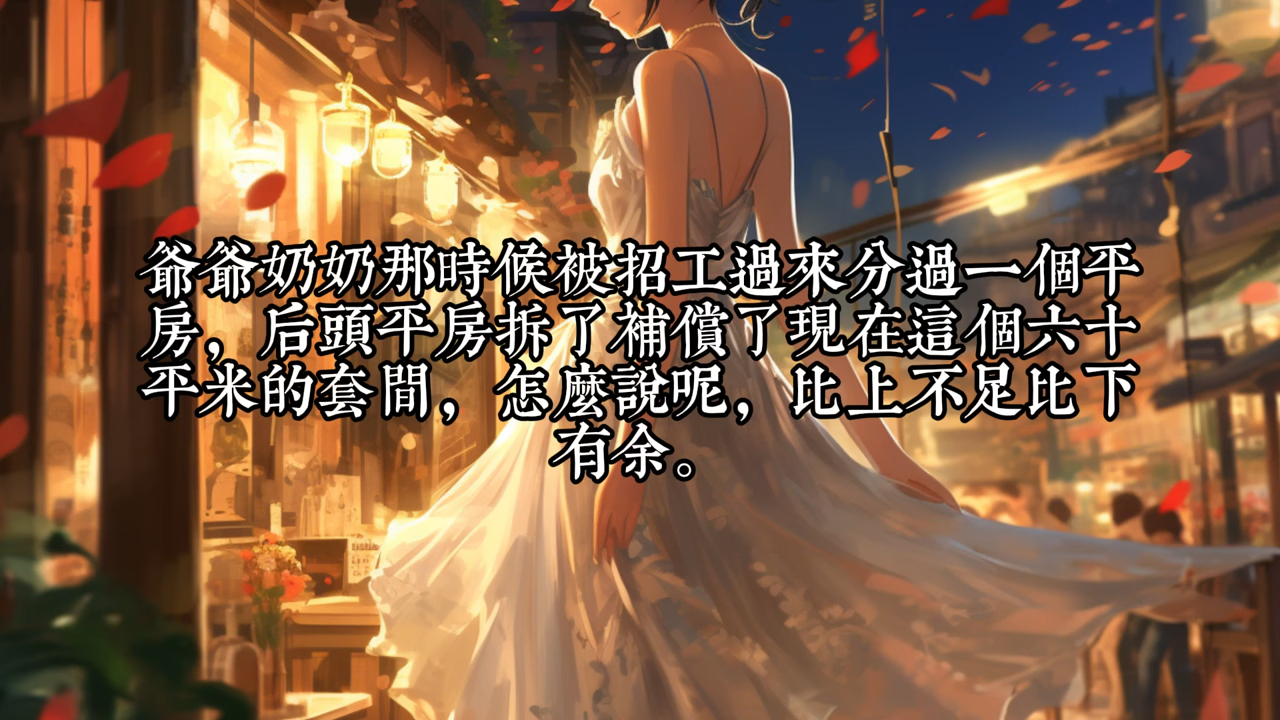 爺爺奶奶那時候被招工過來分過一個平
房，后頭平房拆了補償了現在這個六十
平米的套間，怎麼說呢，比上不足比下
有余。